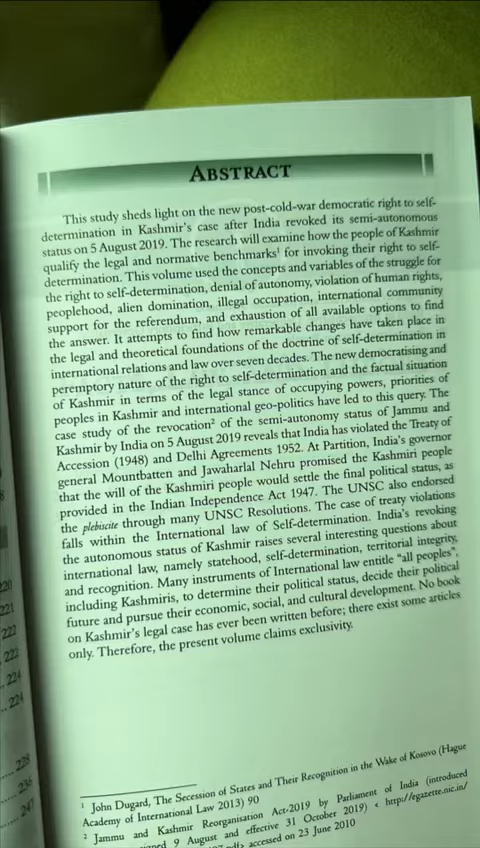 ABSTRACT
This study sheds light on the new post-cold-war democratic right to self-
determination in Kashmir's case after India revoked its semi-autonomous
status on 5 August 2019. The research will examine how the people of Kashmir
qualify the legal and normative benchmarks¹ for invoking their right to self-
determination. This volume used the concepts and variables of the struggle for
the right to self-determination, denial of autonomy, violation of human rights,
peoplehood, alien domination, illegal occupation, international community
support for the referendum, and exhaustion of all available options to find
the answer. It attempts to find how remarkable changes have taken place in
the legal and theoretical foundations of the doctrine of self-determination in
international relations and law over seven decades. The new democratising and
peremptory nature of the right to self-determination and the factual situation
of Kashmir in terms of the legal stance of occupying powers, priorities of
peoples in Kashmir and international geo-politics have led to this query. The
case study of the revocation² of the semi-autonomy status of Jammu and
Kashmir by India on 5 August 2019 reveals that India has violated the Treaty of
Accession (1948) and Delhi Agreements 1952. At Partition, India's governor
general Mountbatten and Jawaharlal Nehru promised the Kashmiri people
that the will of the Kashmiri people would settle the final political status, as
provided in the Indian Independence Act 1947. The UNSC also endorsed
the plebiscite through many UNSC Resolutions. The case of treaty violations
falls within the International law of Self-determination. India's revoking
the autonomous status of Kashmir raises several interesting questions about
international law, namely statehood, self-determination, territorial integrity,
and recognition. Many instruments of International law entitle "all peoples",
including Kashmiris, to determine their political status, decide their political
future and pursue their economic, social, and cultural development. No book
on Kashmir's legal case has ever been written before; there exist some articles
only. Therefore, the present volume claims exclusivity.
¹ John Dugard, The Secession of States and Their Recognition in the Wake of Kosovo (Hague
Academy of International Law 2013) 90
² Jammu and Kashmir Reorganisation Act-2019 by Parliament of India (introduced
9 August and effective 31 October 2019) < http://egazette.nic.in/
accessed on 23 June 2010
220
221
222
222
.. 224
.. 224
..... 228
.... 236
.... 247